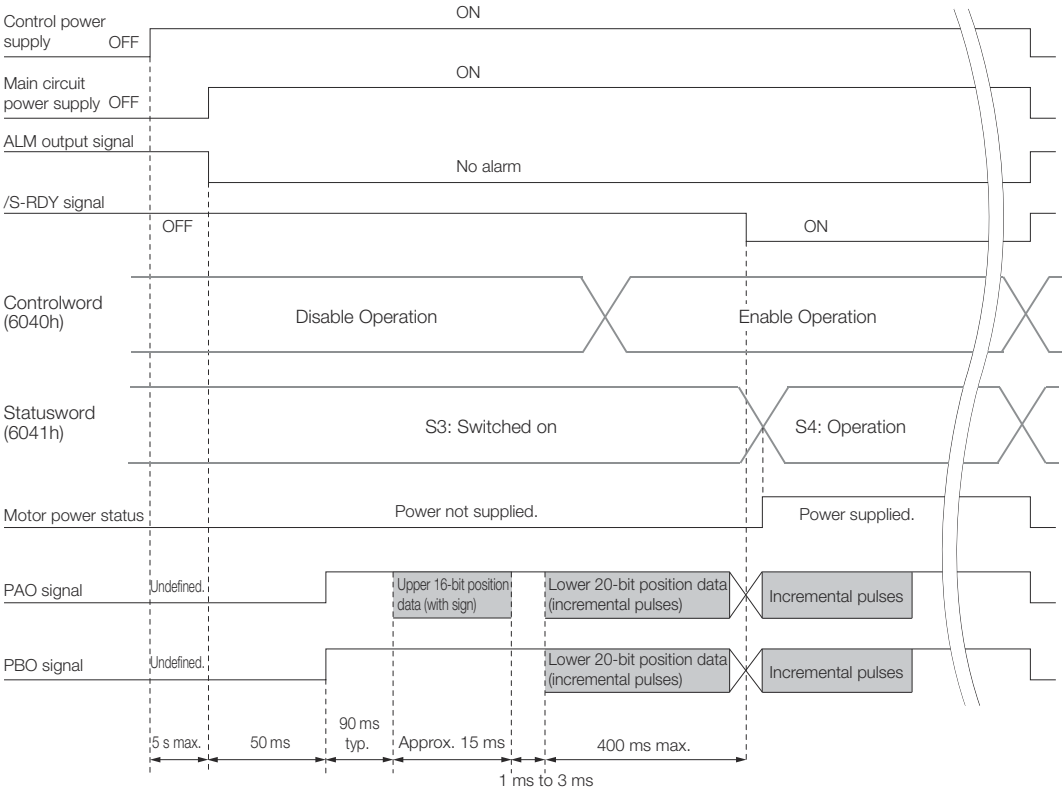 ON
Control power
supply OFF
ON
Main circuit
power supply OFF
ALM output signal
No alarm
/S-RDY signal
OFF
ON
Controlword
(6040h)
Disable Operation
Enable Operation
Statusword
(6041h)
S3: Switched on
S4: Operation
Motor power status
Power not supplied.
Power supplied.
PAO signal
Undefined.
Upper 16-bit position
data (with sign)
Lower 20-bit position data
(incremental pulses)
Incremental pulses
PBO signal
Undefined.
Lower 20-bit position data
(incremental pulses)
Incremental pulses
5 s max.
50 ms
90 ms
typ.
Approx. 15 ms
400 ms max.
1 ms to 3 ms